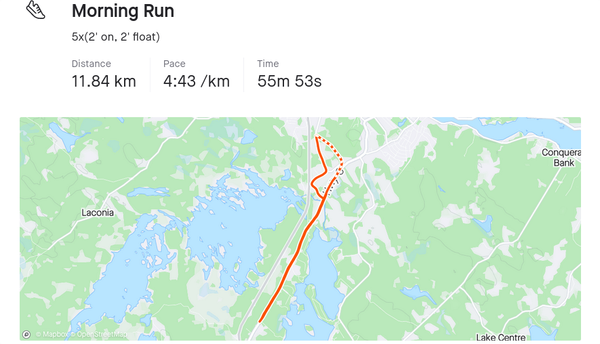 Morning Run
5x(2' on, 2' float)
Distance Pace Time
11.84 km 4:43 /km 55m 53s
Conquera
Bank
Laconia
© Mapbox © OpenStreetMap
Lake Centre